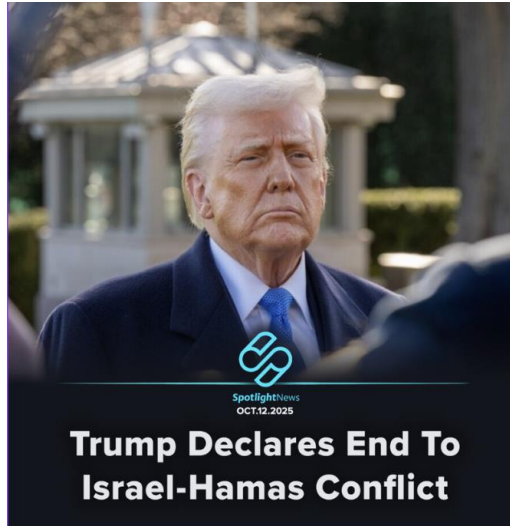 SpotlightNews
OCT.12.2025
Trump Declares End To
Israel-Hamas Conflict